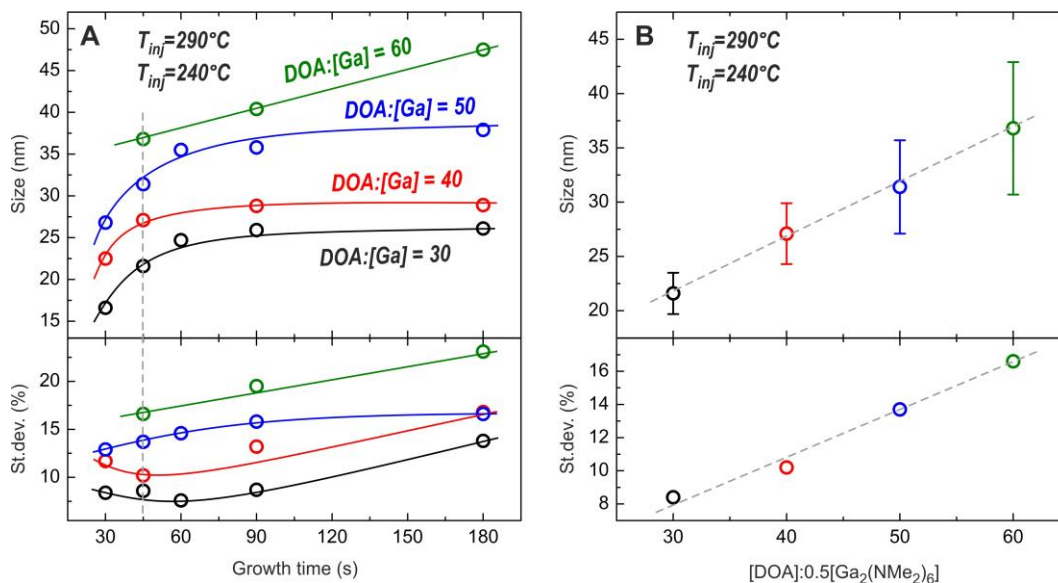 A
T_inj=290°C
T_inj=240°C
DOA:[Ga] = 60
DOA:[Ga] = 50
DOA:[Ga] = 40
DOA:[Ga] = 30
Size (nm)
50
45
40
35
30
25
20
15
St.dev. (%)
20
15
10
30 60 90 120 150 180
Growth time (s)
B
T_inj=290°C
T_inj=240°C
Size (nm)
45
40
35
30
25
20
St.dev. (%)
16
14
12
10
8
30 40 50 60
[DOA]:0.5[Ga₂(NMe₂)₆]